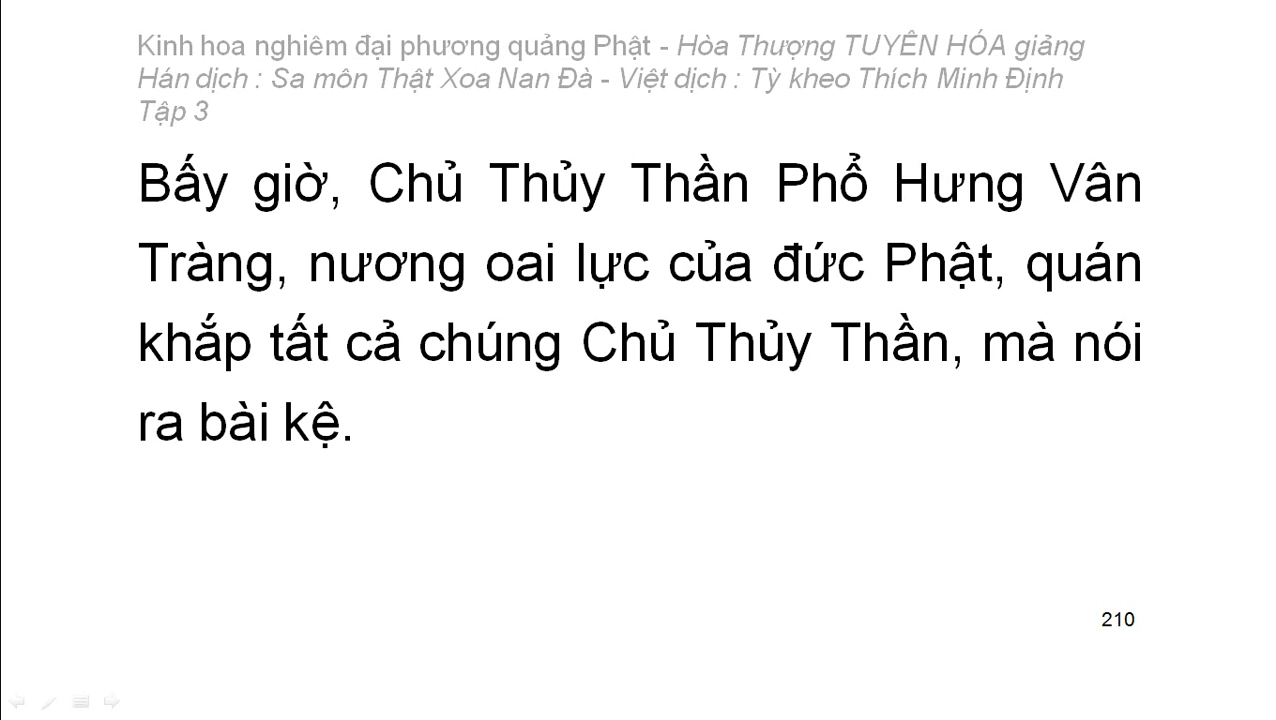 Kinh hoa nghiêm đại phương quảng Phật - Hòa Thượng TUYÊN HÓA giảng
Hán dịch : Sa môn Thật Xoa Nan Đà - Việt dịch : Tỳ kheo Thích Minh Định
Tập 3
Bấy giờ, Chủ Thủy Thần Phổ Hưng Vân
Tràng, nương oai lực của đức Phật, quán
khắp tất cả chúng Chủ Thủy Thần, mà nói
ra bài kệ.
210